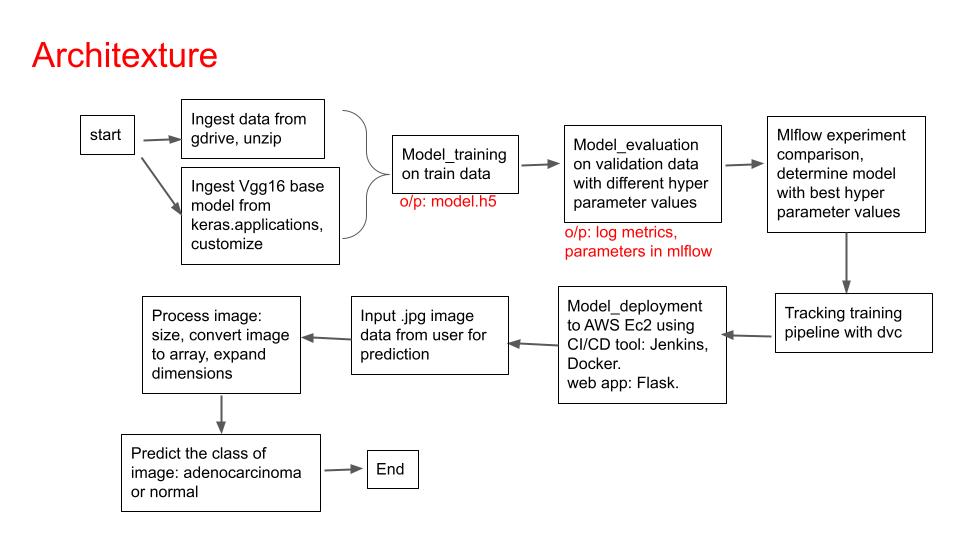 Architexture
start
Ingest data from
gdrive, unzip
Ingest Vgg16 base
model from
keras.applications,
customize
Model_training
on train data
o/p: model.h5
Model_evaluation
on validation data
with different hyper
parameter values
o/p: log metrics,
parameters in mlflow
Mlflow experiment
comparison,
determine model
with best hyper
parameter values
Tracking training
pipeline with dvc
Model_deployment
to AWS Ec2 using
CI/CD tool: Jenkins,
Docker.
web app: Flask.
Input .jpg image
data from user for
prediction
Process image:
size, convert image
to array, expand
dimensions
Predict the class of
image: adenocarcinoma
or normal
End